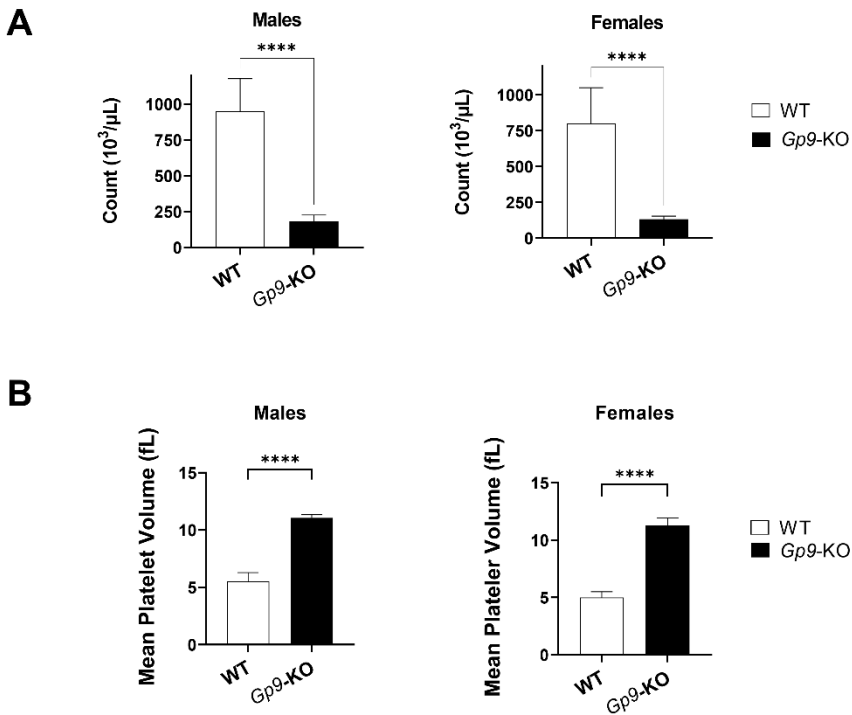 A
Males
Females
****
****
Count (10³/µL)
1000
750
500
250
0
WT
Gp9-KO
Count (10³/µL)
1000
750
500
250
0
WT
Gp9-KO
WT
Gp9-KO
B
Males
Females
****
****
Mean Platelet Volume (fL)
15
10
5
0
WT
Gp9-KO
Mean Plateler Volume (fL)
15
10
5
0
WT
Gp9-KO
WT
Gp9-KO